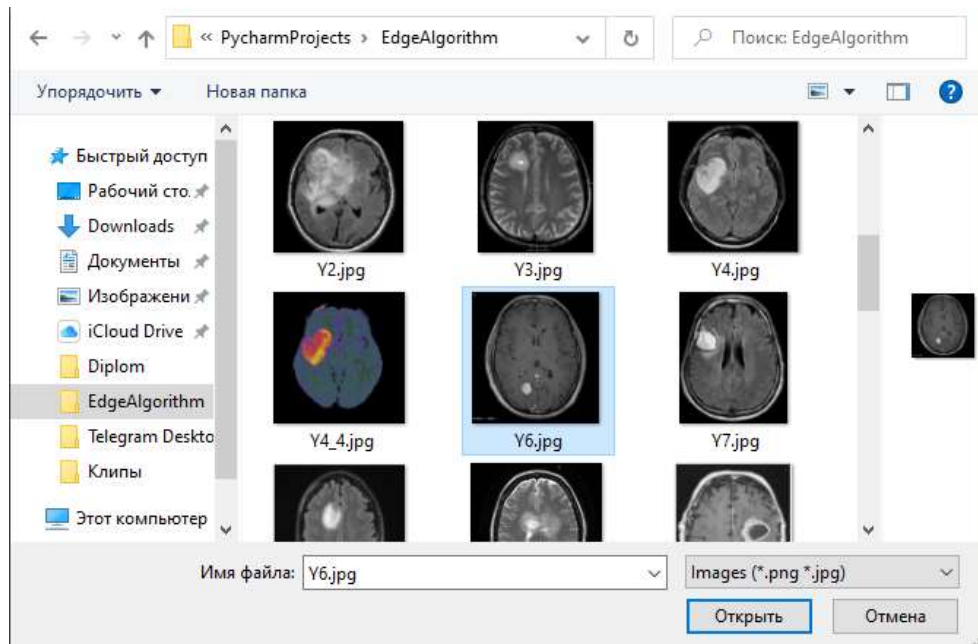 « PycharmProjects › EdgeAlgorithm
Поиск: EdgeAlgorithm
Упорядочить
Новая папка
Быстрый доступ
Рабочий сто.
Downloads
Документы
Изображени
iCloud Drive
Diplom
EdgeAlgorithm
Telegram Deskto
Клипы
Этот компьютер
Y2.jpg
Y3.jpg
Y4.jpg
Y4_4.jpg
Y6.jpg
Y7.jpg
Имя файла:
Y6.jpg
Images (*.png *.jpg)
Открыть
Отмена